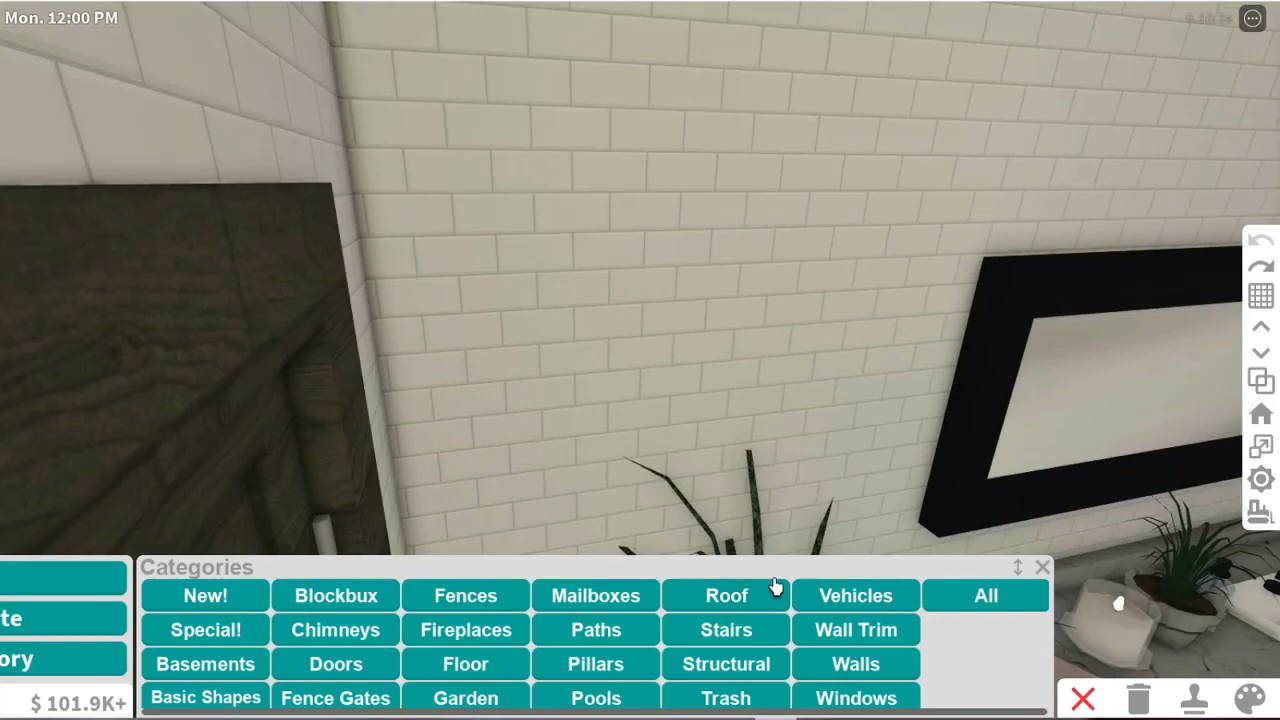 Mon. 12:00 PM
Categories
New! Blockbux Fences Mailboxes Roof Vehicles All
Special! Chimneys Fireplaces Paths Stairs Wall Trim
te
Basements Doors Floor Pillars Structural Walls
ory
Basic Shapes Fence Gates Garden Pools Trash Windows
$ 101.9K+